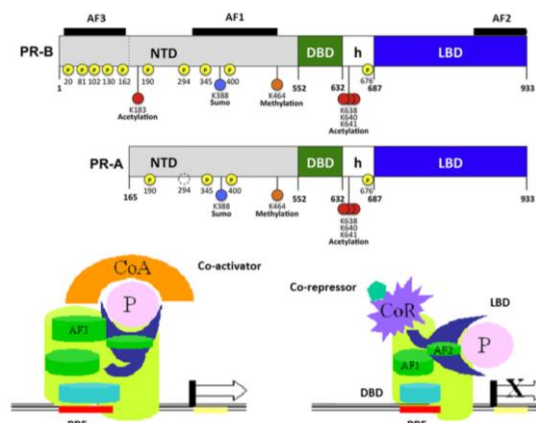 AF3 AF1 AF2
PR-B NTD DBD h LBD
P P P P P P P P P P
20 81 102 130 162 190 294 345 400 676
1 K183 Acetylation K388 Sumo K464 Methylation 552 632 K638 K640 K641 Acetylation 687 933
PR-A NTD DBD h LBD
P P P P
190 294 345 400 676
165 K388 Sumo K464 Methylation 552 632 K638 K640 K641 Acetylation 687 933
CoA Co-activator
P
AF3
Co-repressor
CoR
LBD
P
AF2
AF1
DBD
X